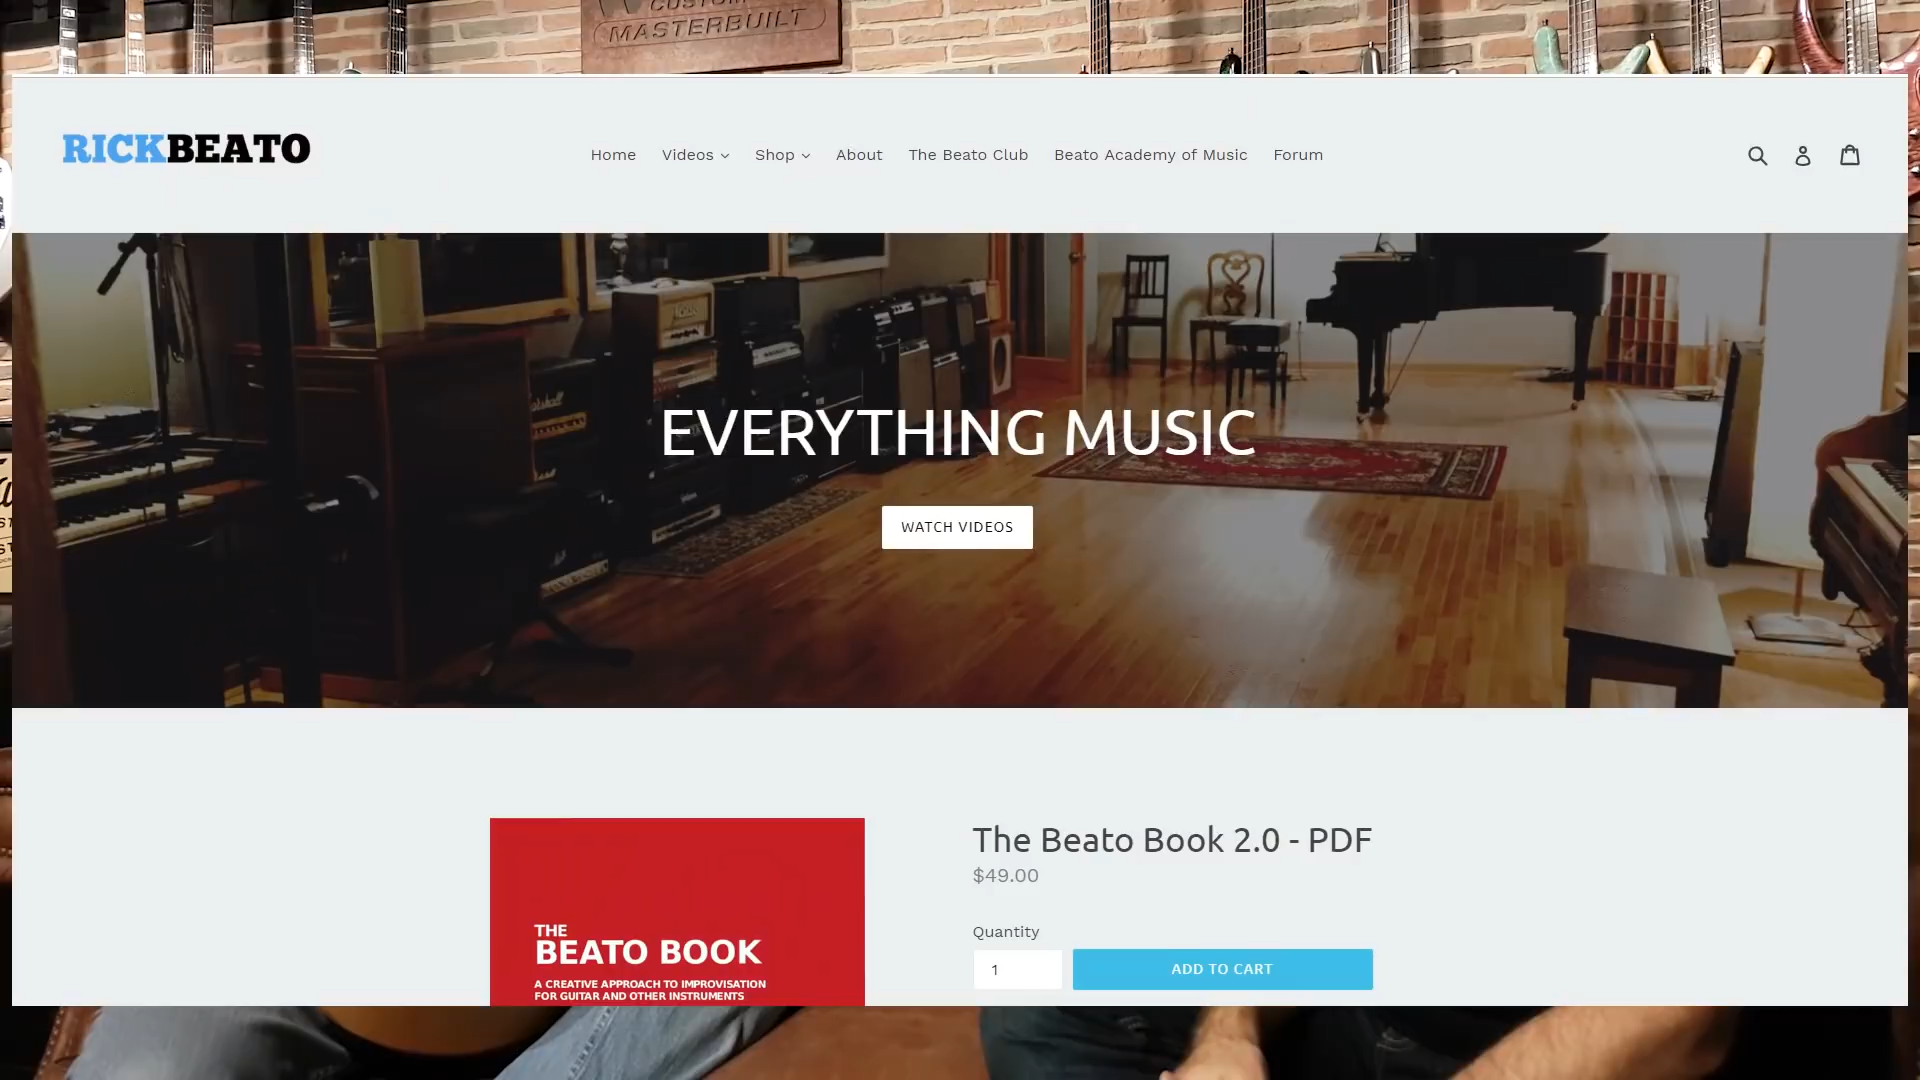 CUSTOM
MASTERBUILT
RICKBEATO
Home Videos Shop About The Beato Club Beato Academy of Music Forum
Marshall
EVERYTHING MUSIC
WATCH VIDEOS
The Beato Book 2.0 - PDF
$49.00
Quantity
1 ADD TO CART
THE
BEATO BOOK
A CREATIVE APPROACH TO IMPROVISATION
FOR GUITAR AND OTHER INSTRUMENTS